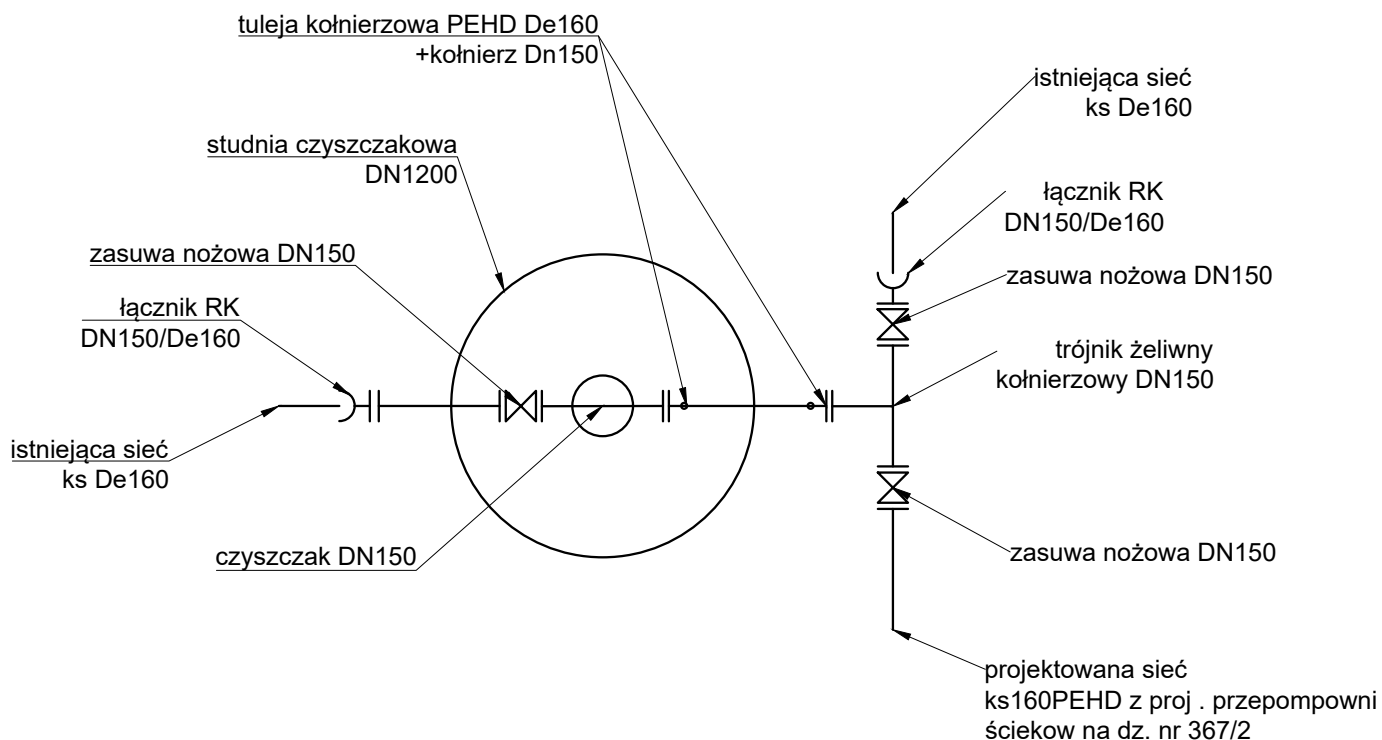 tuleja kołnierzowa PEHD De160
+kołnierz Dn150
istniejąca sieć
ks De160
studnia czyszczakowa
DN1200
łącznik RK
DN150/De160
zasuwa nożowa DN150
zasuwa nożowa DN150
łącznik RK
DN150/De160
trójnik żeliwny
kołnierzowy DN150
istniejąca sieć
ks De160
czyszczak DN150
zasuwa nożowa DN150
projektowana sieć
ks160PEHD z proj . przepompowni
ściekow na dz. nr 367/2